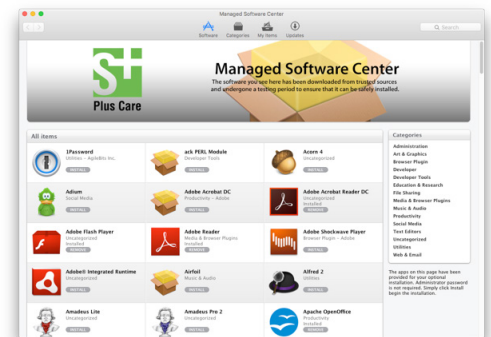 Managed Software Center
Software
Categories
My Items
Updates
Search
S+
Plus Care
Managed Software Center
The software you see here has been downloaded from trusted sources
and undergone a testing period to ensure that it can be safely installed.
All items
1Password
Utilities – AgileBits Inc.
INSTALL
ack PERL Module
Developer Tools
INSTALL
Acorn 4
Uncategorized
INSTALL
Adium
Social Media
INSTALL
Adobe Acrobat DC
Productivity – Adobe
INSTALL
Adobe Acrobat Reader DC
Uncategorized
Installed
REMOVE
Adobe Flash Player
Uncategorized
Installed
REMOVE
Adobe Reader
Media & Browser Plugins
Installed
REMOVE
Adobe Shockwave Player
Browser Plugin – Adobe
INSTALL
Adobe® Integrated Runtime
Uncategorized
INSTALL
Airfoil
Music & Audio
INSTALL
Alfred 2
Utilities
INSTALL
Amadeus Lite
Uncategorized
INSTALL
Amadeus Pro 2
Uncategorized
INSTALL
Apache OpenOffice
Productivity
Installed
REMOVE
Categories
Administration
Art & Graphics
Browser Plugin
Developer
Developer Tools
Education & Research
File Sharing
Media & Browser Plugins
Music & Audio
Productivity
Social Media
Text Editors
Uncategorized
Utilities
Web & Email
The apps on this page have been
provided for your optional
installation. Administrator password
is not required. Simply click Install
begin the installation.